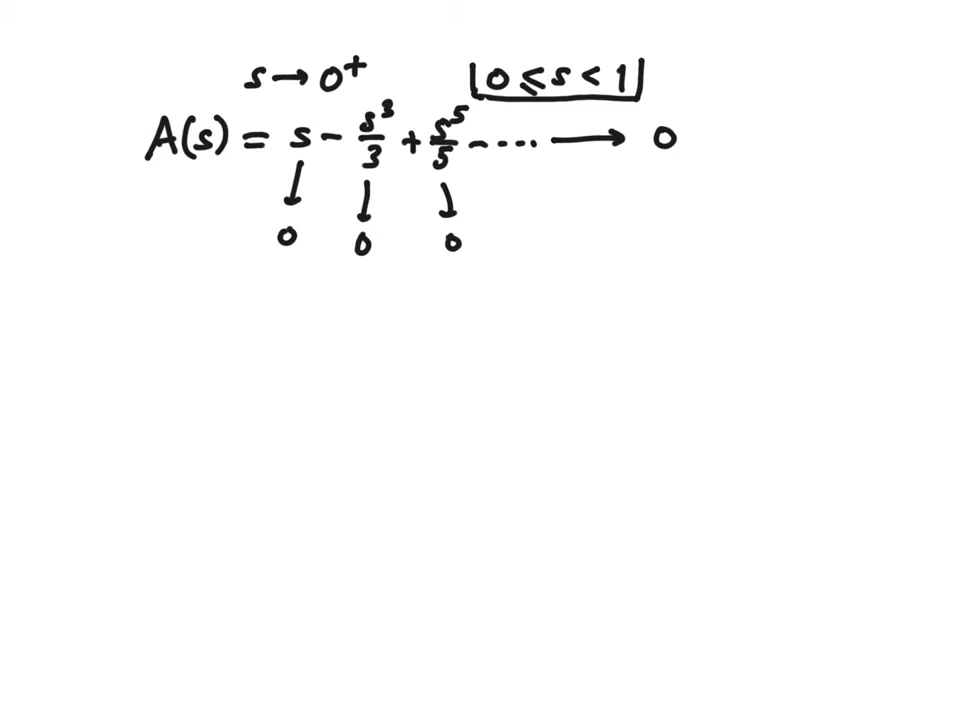 s → 0⁺ 0 ⩽ s < 1
A(s) = s − s³/3 + s⁵/5 − .... ⟶ 0
↓ ↓ ↓
0 0 0